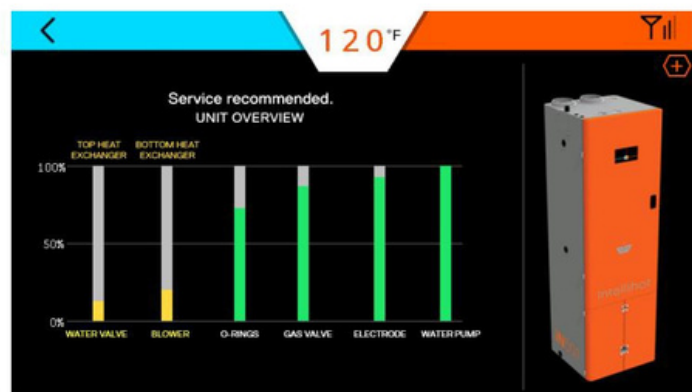 120°F
Service recommended.
UNIT OVERVIEW
TOP HEAT
EXCHANGER
BOTTOM HEAT
EXCHANGER
100%
50%
0%
WATER VALVE
BLOWER
O-RINGS
GAS VALVE
ELECTRODE
WATER PUMP
intellihot